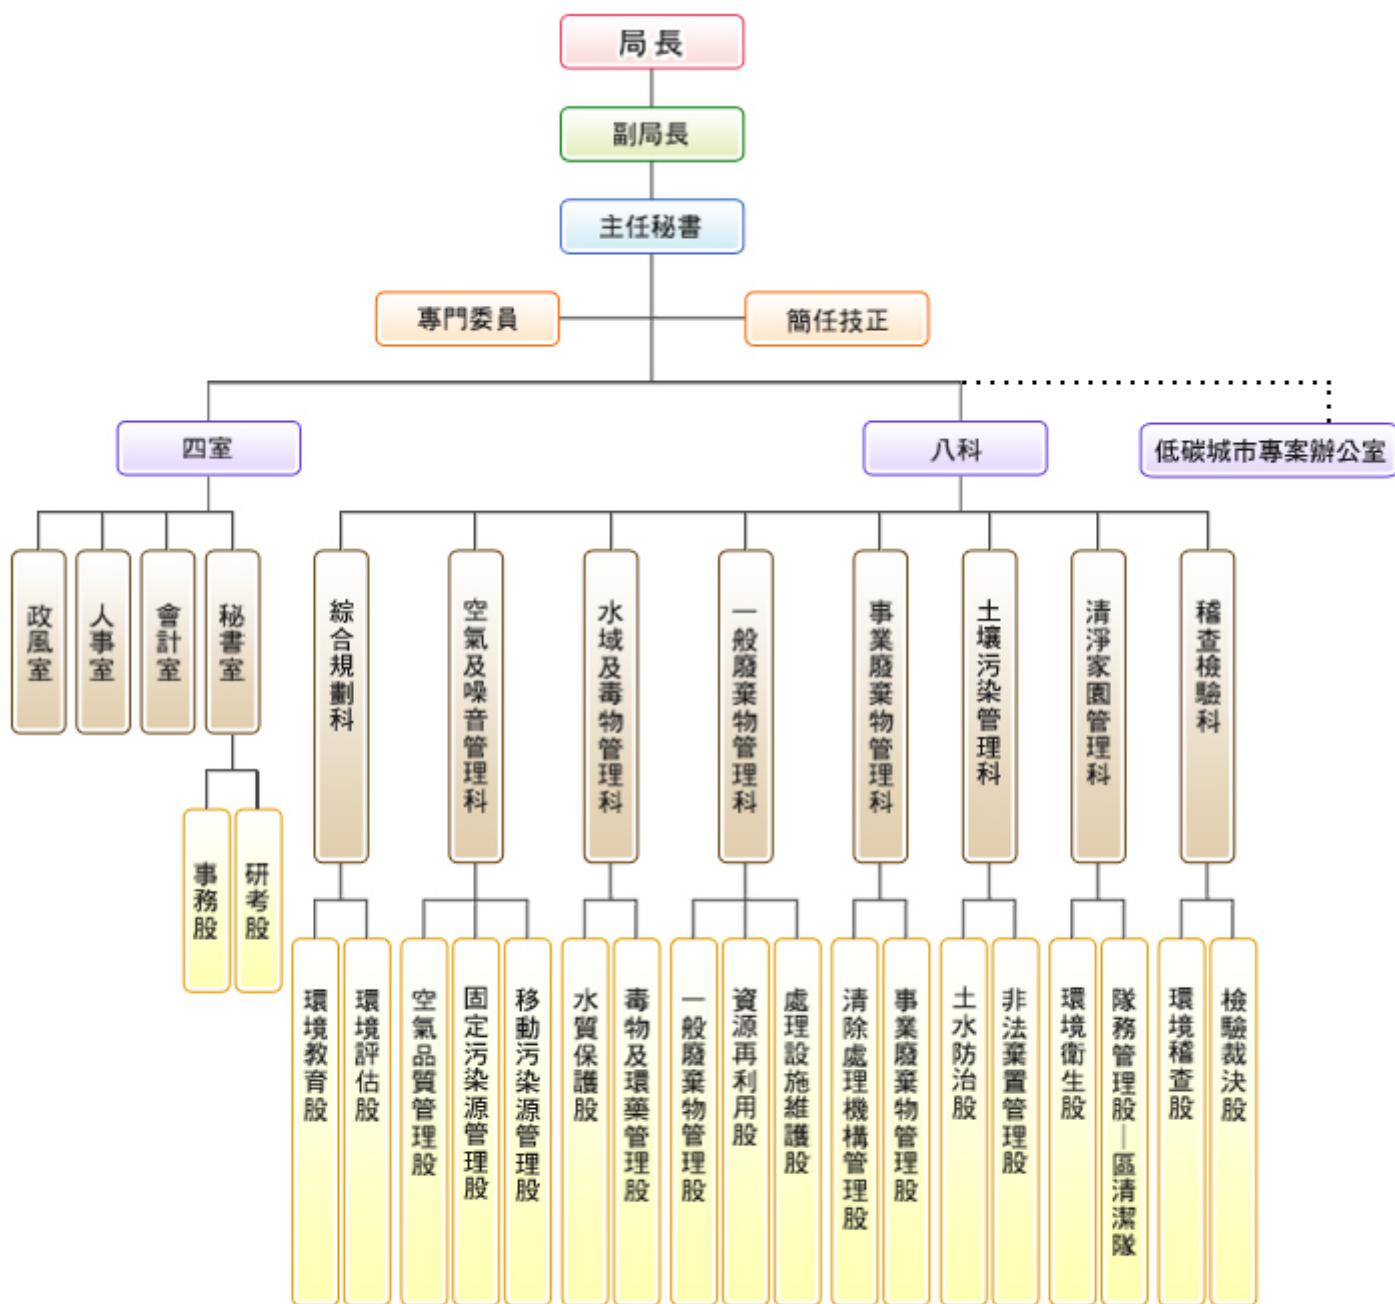 局長
副局長
主任秘書
專門委員
簡任技正
四室
八科
低碳城市專案辦公室
政風室
人事室
會計室
秘書室
綜合規劃科
空氣及噪音管理科
水域及毒物管理科
一般廢棄物管理科
事業廢棄物管理科
土壤污染管理科
清淨家園管理科
稽查檢驗科
事務股
研考股
環境教育股
環境評估股
空氣品質管理股
固定污染源管理股
移動污染源管理股
水質保護股
毒物及環藥管理股
一般廢棄物管理股
資源再利用股
處理設施維護股
清除處理機構管理股
事業廢棄物管理股
土水防治股
非法棄置管理股
環境衛生股
隊務管理股｜區清潔隊
環境稽查股
檢驗裁決股